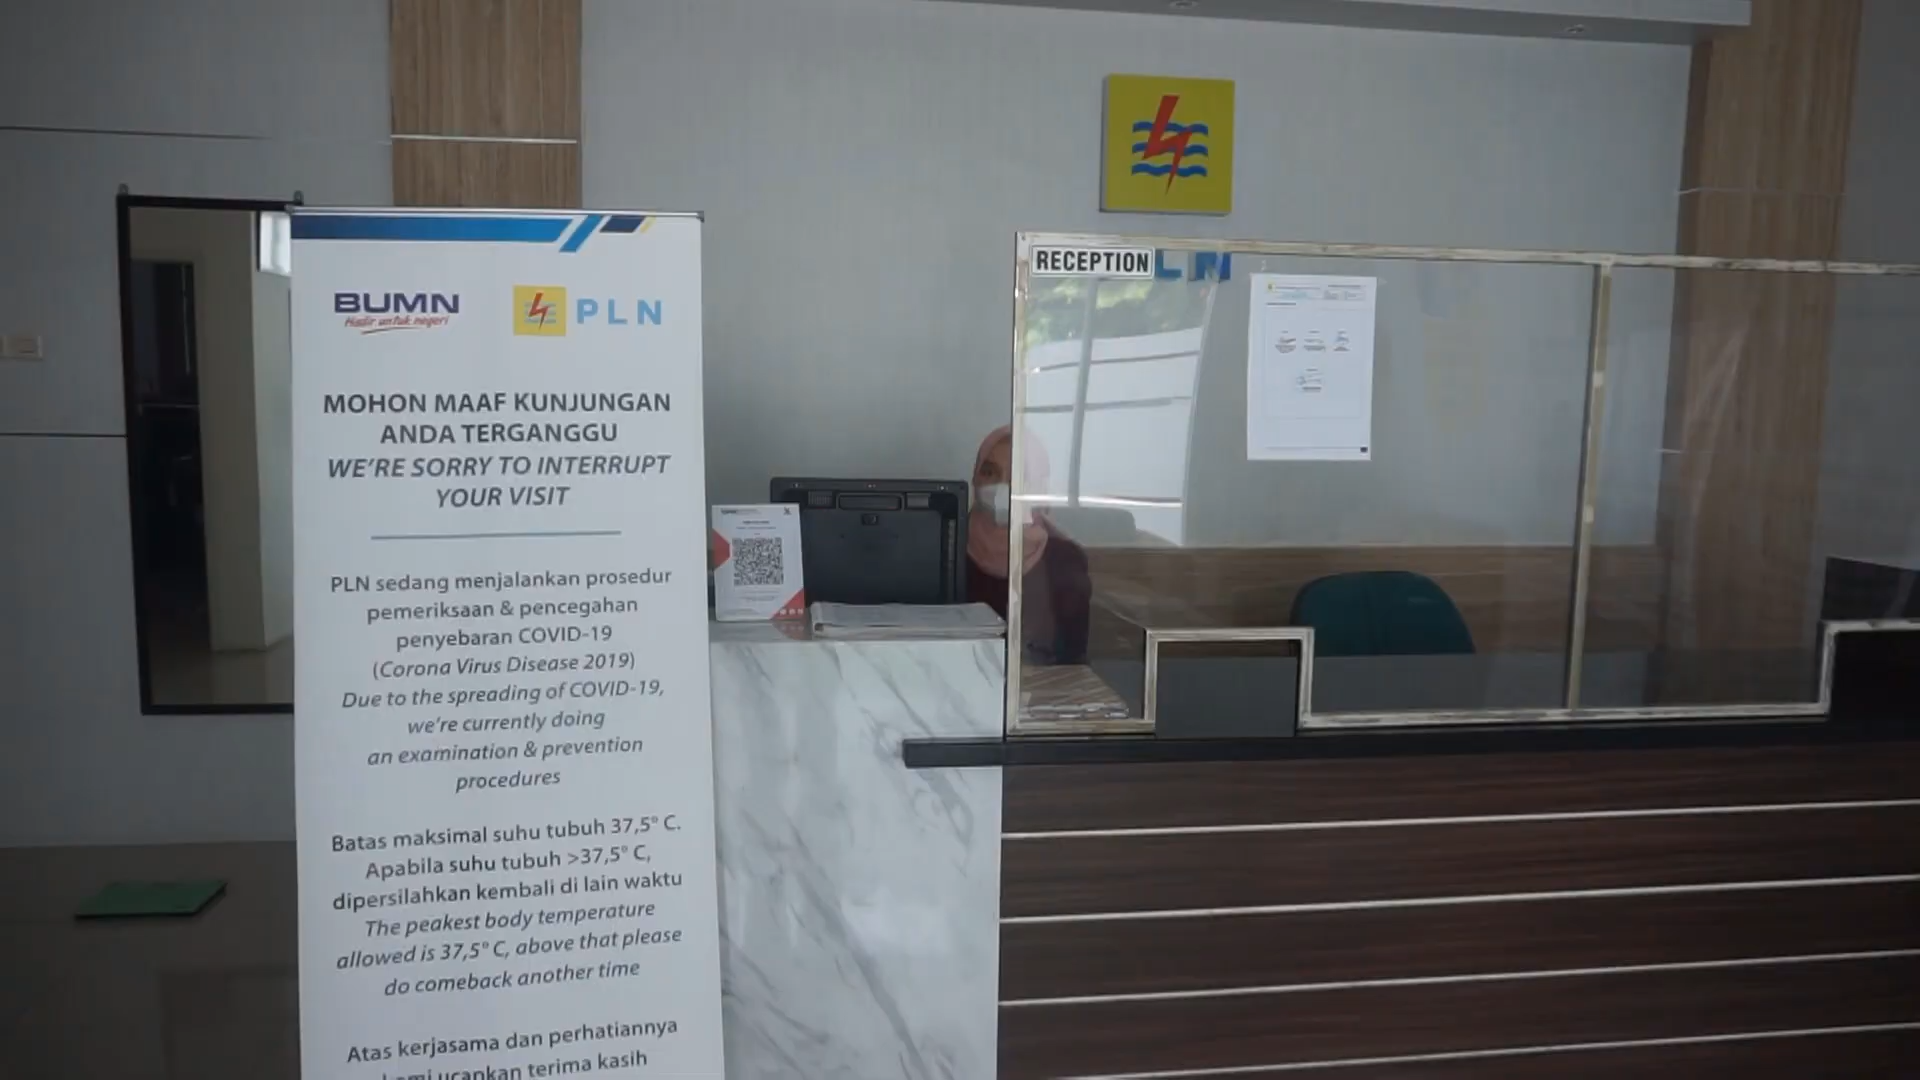 BUMN
Hadir untuk negeri
PLN
MOHON MAAF KUNJUNGAN
ANDA TERGANGGU
WE'RE SORRY TO INTERRUPT
YOUR VISIT
PLN sedang menjalankan prosedur
pemeriksaan & pencegahan
penyebaran COVID-19
(Corona Virus Disease 2019)
Due to the spreading of COVID-19,
we're currently doing
an examination & prevention
procedures
Batas maksimal suhu tubuh 37,5° C.
Apabila suhu tubuh >37,5° C,
dipersilahkan kembali di lain waktu
The peakest body temperature
allowed is 37,5° C, above that please
do comeback another time
Atas kerjasama dan perhatiannya
kami ucapkan terima kasih
RECEPTION
LN